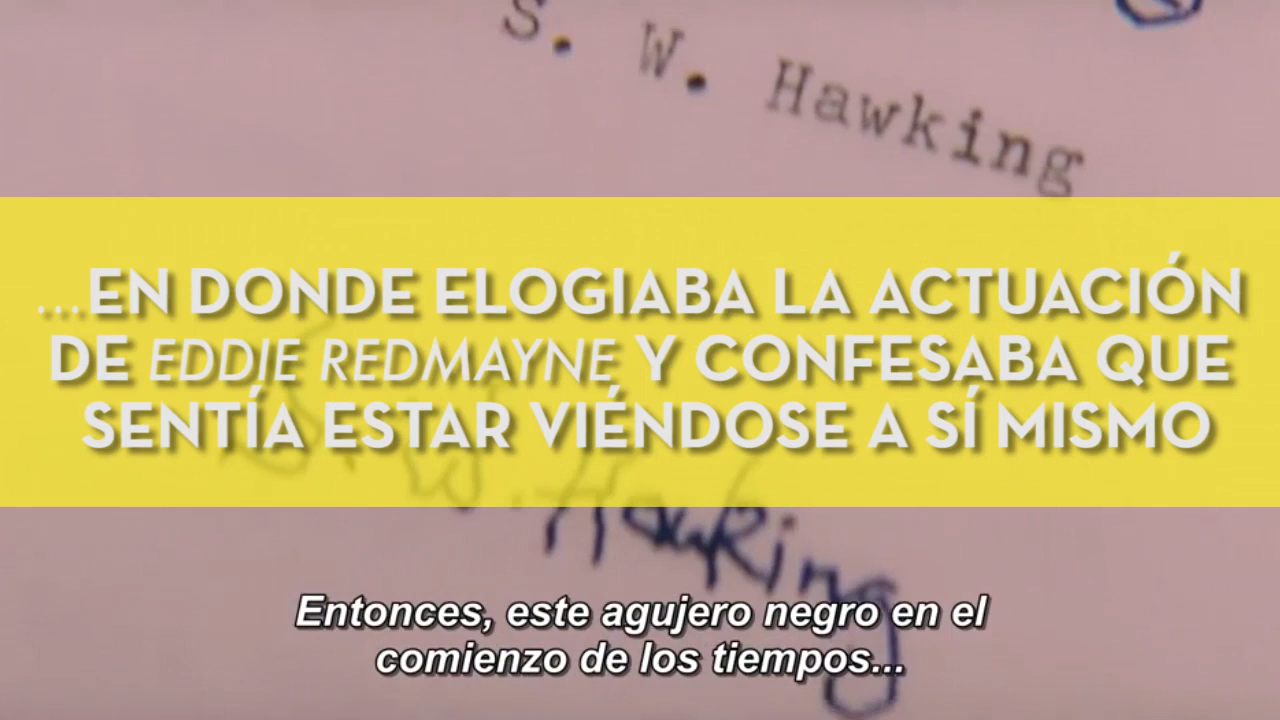 S. W. Hawking
...EN DONDE ELOGIABA LA ACTUACIÓN
DE EDDIE REDMAYNE Y CONFESABA QUE
SENTÍA ESTAR VIÉNDOSE A SÍ MISMO
S. W. Hawking
Entonces, este agujero negro en el
comienzo de los tiempos...